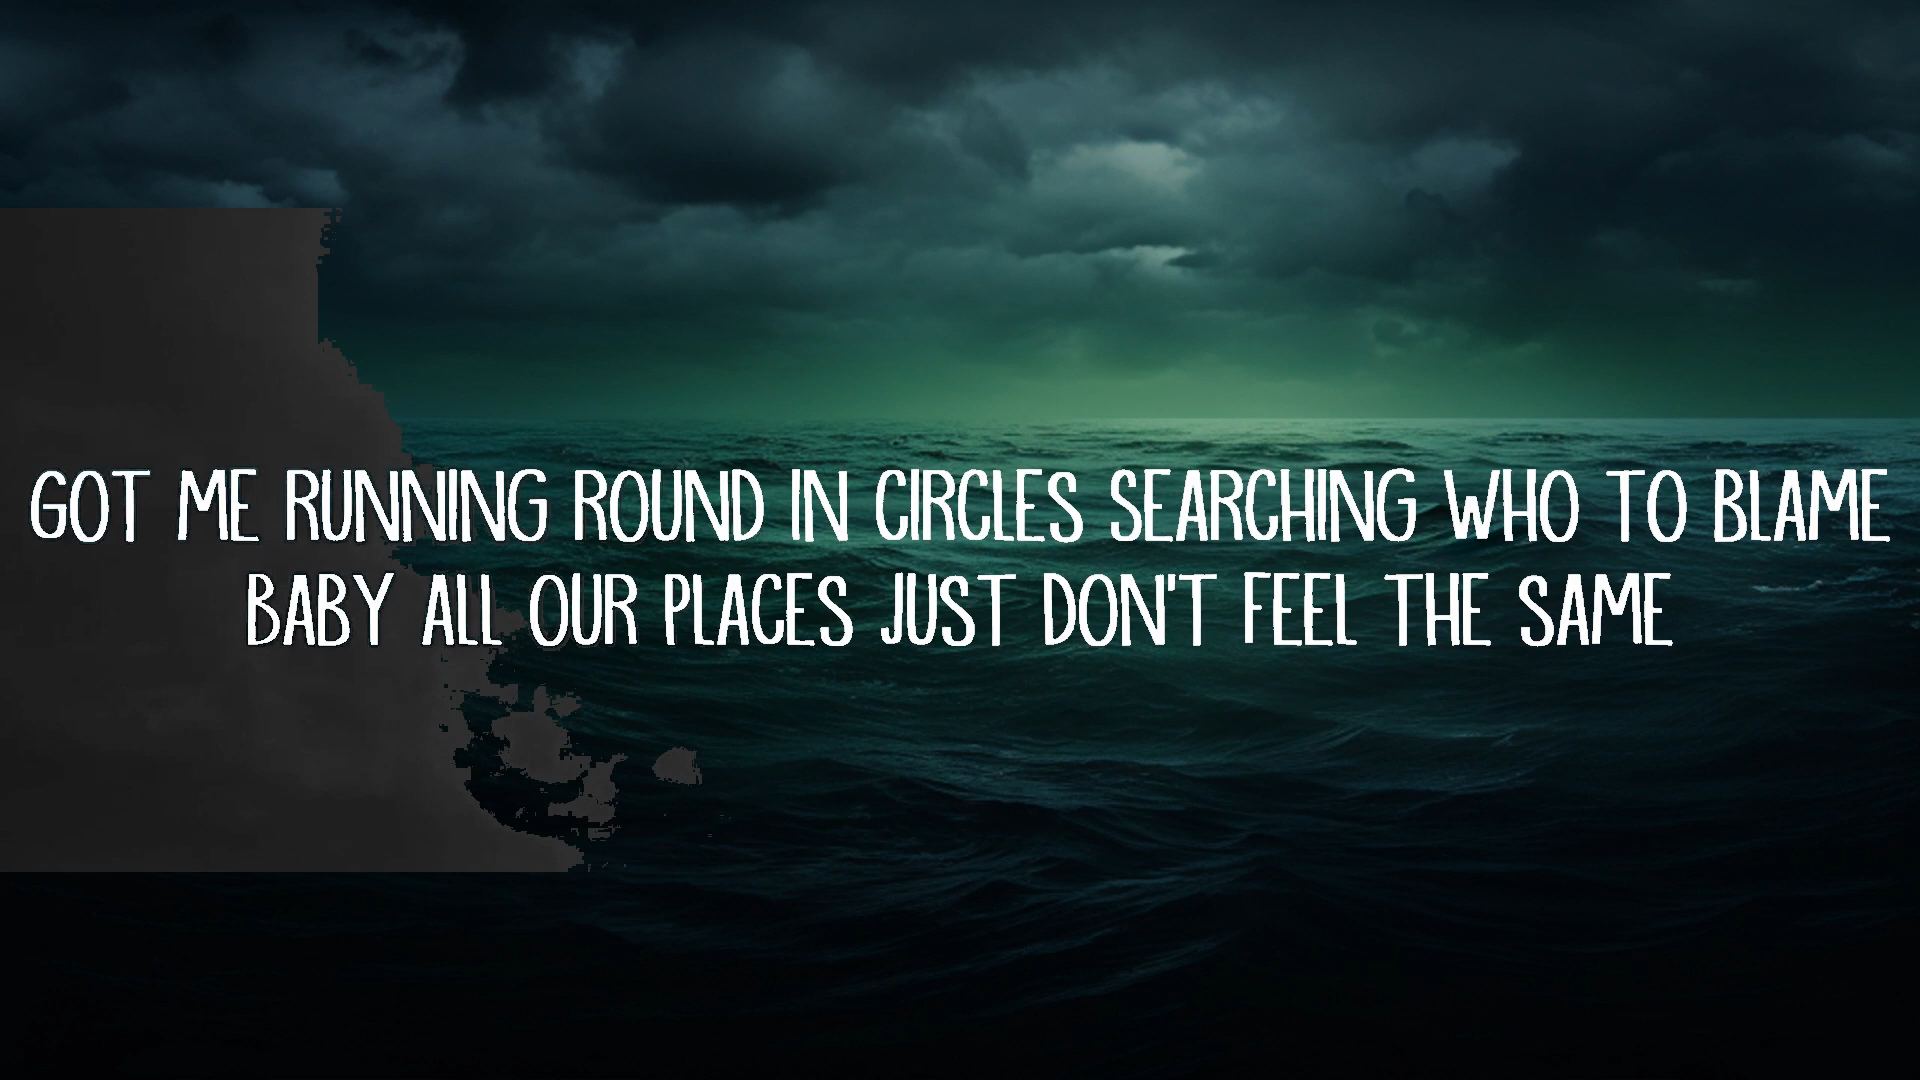 GOT ME RUNNING ROUND IN CIRCLES SEARCHING WHO TO BLAME
BABY ALL OUR PLACES JUST DON'T FEEL THE SAME